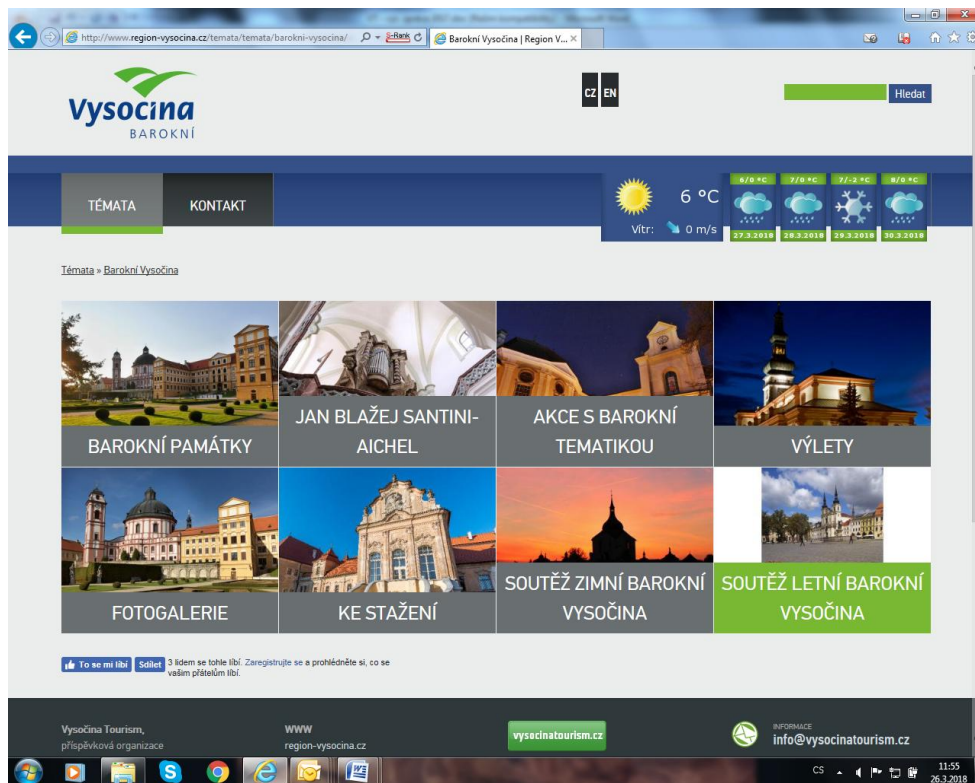 http://www.region-vysocina.cz/temata/temata/barokni-vysocina/
S-Rank
Barokní Vysočina | Region V...
Vysočina
BAROKNÍ
CZ EN
Hledat
TÉMATA
KONTAKT
6 °C
Vítr: 0 m/s
6/0 °C 7/0 °C 7/-2 °C 8/0 °C
27.3.2018 28.3.2018 29.3.2018 30.3.2018
Témata » Barokní Vysočina
BAROKNÍ PAMÁTKY
JAN BLAŽEJ SANTINI-
AICHEL
AKCE S BAROKNÍ
TEMATIKOU
VÝLETY
FOTOGALERIE
KE STAŽENÍ
SOUTĚŽ ZIMNÍ BAROKNÍ
VYSOČINA
SOUTĚŽ LETNÍ BAROKNÍ
VYSOČINA
To se mi líbí
Sdílet
3 lidem se tohle líbí. Zaregistrujte se a prohlédněte si, co se
vašim přátelům líbí.
Vysočina Tourism,
příspěvková organizace
WWW
region-vysocina.cz
vysocinatourism.cz
INFORMACE
info@vysocinatourism.cz
CS
11:55
26.3.2018